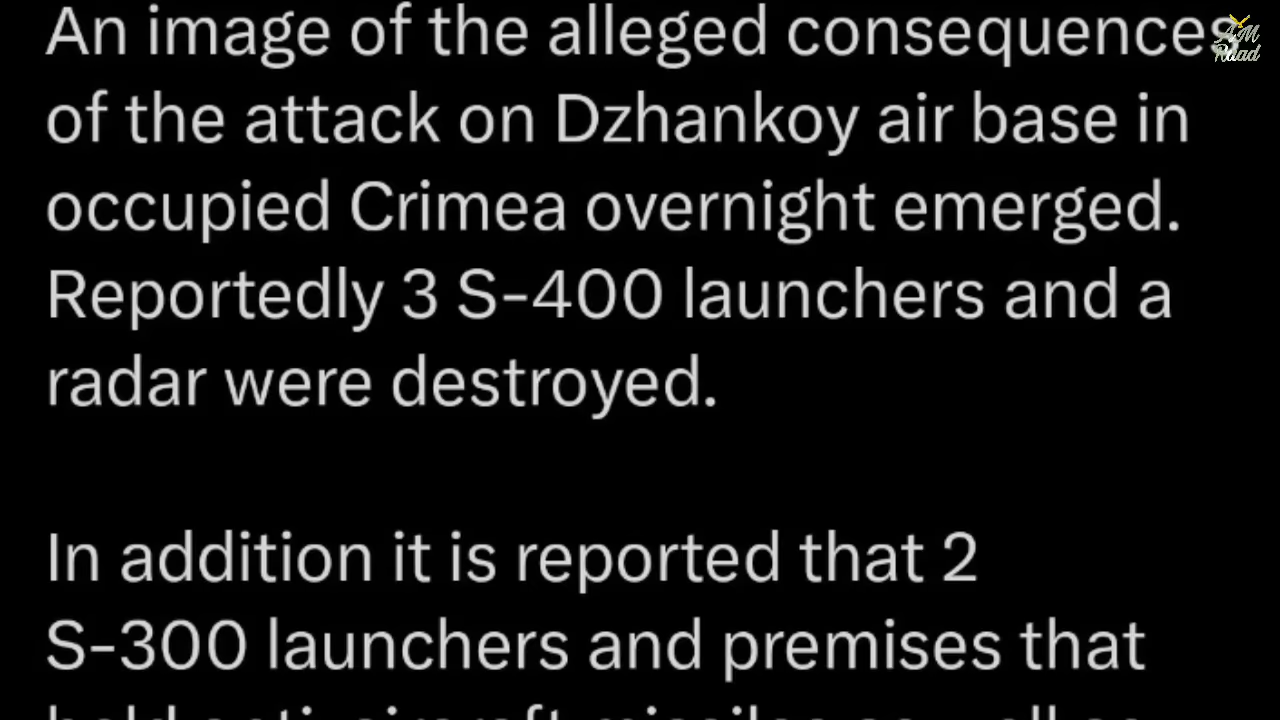 An image of the alleged consequences
of the attack on Dzhankoy air base in
occupied Crimea overnight emerged.
Reportedly 3 S-400 launchers and a
radar were destroyed.
In addition it is reported that 2
S-300 launchers and premises that
AM
Raad